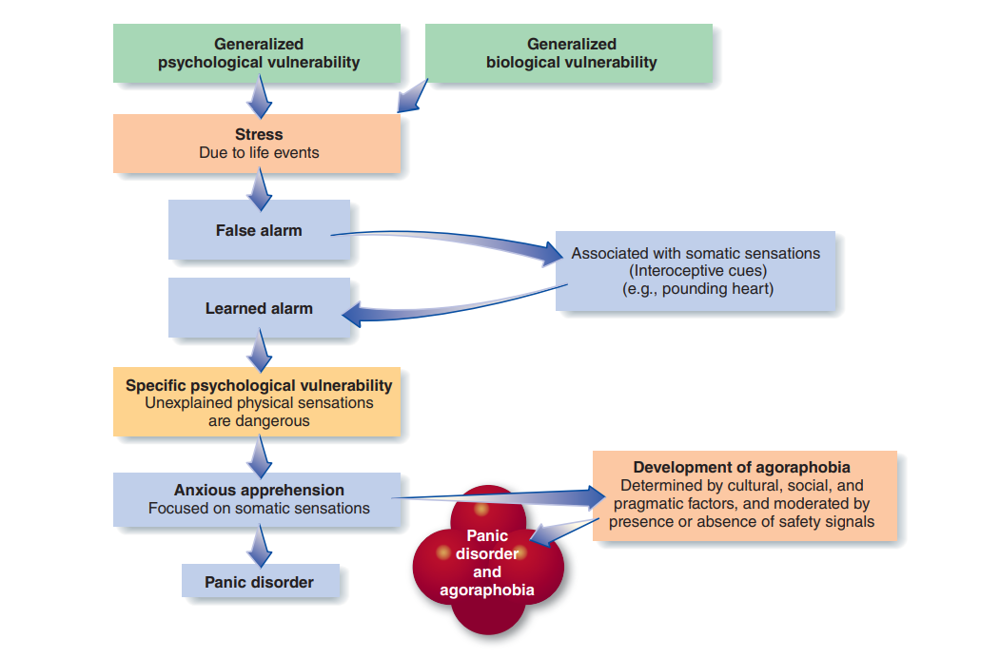 Generalized
psychological vulnerability
Generalized
biological vulnerability
Stress
Due to life events
False alarm
Associated with somatic sensations
(Interoceptive cues)
(e.g., pounding heart)
Learned alarm
Specific psychological vulnerability
Unexplained physical sensations
are dangerous
Anxious apprehension
Focused on somatic sensations
Development of agoraphobia
Determined by cultural, social, and
pragmatic factors, and moderated by
presence or absence of safety signals
Panic disorder
Panic
disorder
and
agoraphobia